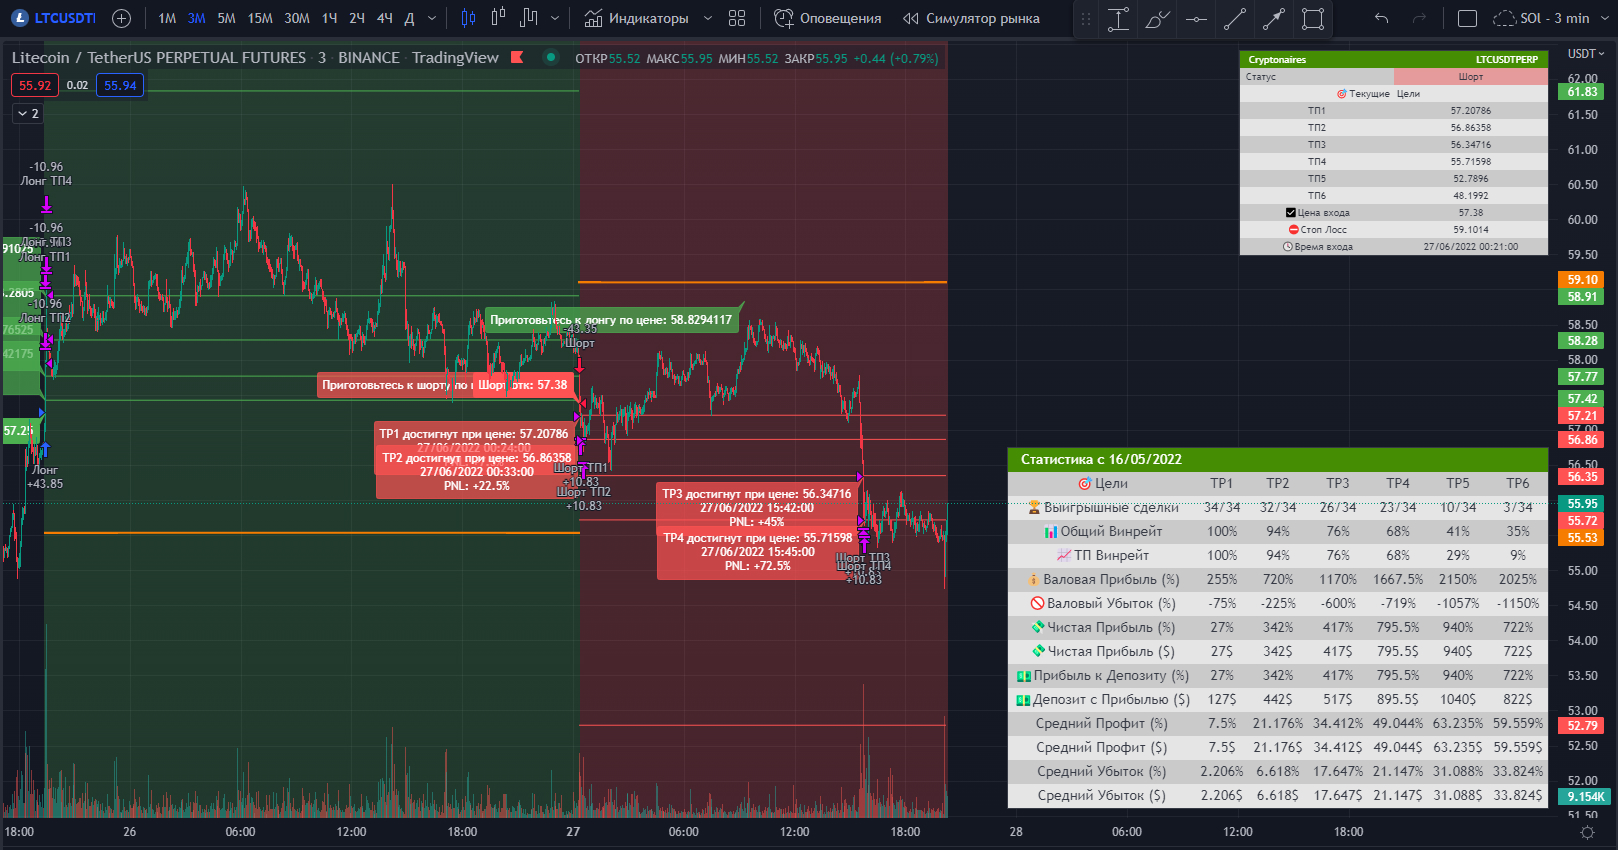 LTCUSDT
1М 3М 5М 15М 30М 1Ч 2Ч 4Ч Д
Индикаторы
Оповещения
Симулятор рынка
SOl - 3 min
Litecoin / TetherUS PERPETUAL FUTURES · 3 · BINANCE · TradingView
ОТКР55.52 МАКС55.95 МИН55.52 ЗАКР55.95 +0.44 (+0.79%)
55.92 0.02 55.94
2
USDT
Cryptonaires LTCUSDTPERP
Статус Шорт
Текущие Цели
ТП1 57.20786
ТП2 56.86358
ТП3 56.34716
ТП4 55.71598
ТП5 52.7896
ТП6 48.1992
Цена входа 57.38
Стоп Лосс 59.1014
Время входа 27/06/2022 00:21:00
-10.96
Лонг ТП4
-10.96
Лонг ТП3
Лонг ТП1
-10.96
Лонг ТП2
57.25
Лонг
+43.85
Приготовьтесь к лонгу по цене: 58.8294117
-43.35
Шорт
Приготовьтесь к шорту по
Шорт отк: 57.38
TP1 достигнут при цене: 57.20786
27/06/2022 00:24:00
TP2 достигнут при цене: 56.86358
27/06/2022 00:33:00
PNL: +22.5%
Шорт ТП1
+10.83
Шорт ТП2
+10.83
TP3 достигнут при цене: 56.34716
27/06/2022 15:42:00
PNL: +45%
TP4 достигнут при цене: 55.71598
27/06/2022 15:45:00
PNL: +72.5%
Шорт ТП3
Шорт ТП4
+10.83
Статистика с 16/05/2022
Цели TP1 TP2 TP3 TP4 TP5 TP6
Выигрышные сделки 34/34 32/34 26/34 23/34 10/34 3/34
Общий Винрейт 100% 94% 76% 68% 41% 35%
ТП Винрейт 100% 94% 76% 68% 29% 9%
Валовая Прибыль (%) 255% 720% 1170% 1667.5% 2150% 2025%
Валовый Убыток (%) -75% -225% -600% -719% -1057% -1150%
Чистая Прибыль (%) 27% 342% 417% 795.5% 940% 722%
Чистая Прибыль ($) 27$ 342$ 417$ 795.5$ 940$ 722$
Прибыль к Депозиту (%) 27% 342% 417% 795.5% 940% 722%
Депозит с Прибылью ($) 127$ 442$ 517$ 895.5$ 1040$ 822$
Средний Профит (%) 7.5% 21.176% 34.412% 49.044% 63.235% 59.559%
Средний Профит ($) 7.5$ 21.176$ 34.412$ 49.044$ 63.235$ 59.559$
Средний Убыток (%) 2.206% 6.618% 17.647% 21.147% 31.088% 33.824%
Средний Убыток ($) 2.206$ 6.618$ 17.647$ 21.147$ 31.088$ 33.824$
62.00
61.83
61.50
61.00
60.50
60.00
59.50
59.10
58.91
58.50
58.28
58.00
57.77
57.42
57.21
57.00
56.86
56.50
56.35
55.95
55.72
55.53
55.00
54.50
54.00
53.50
53.00
52.79
52.50
52.00
9.154K
51.50
18:00 26 06:00 12:00 18:00 27 06:00 12:00 18:00 28 06:00 12:00 18:00